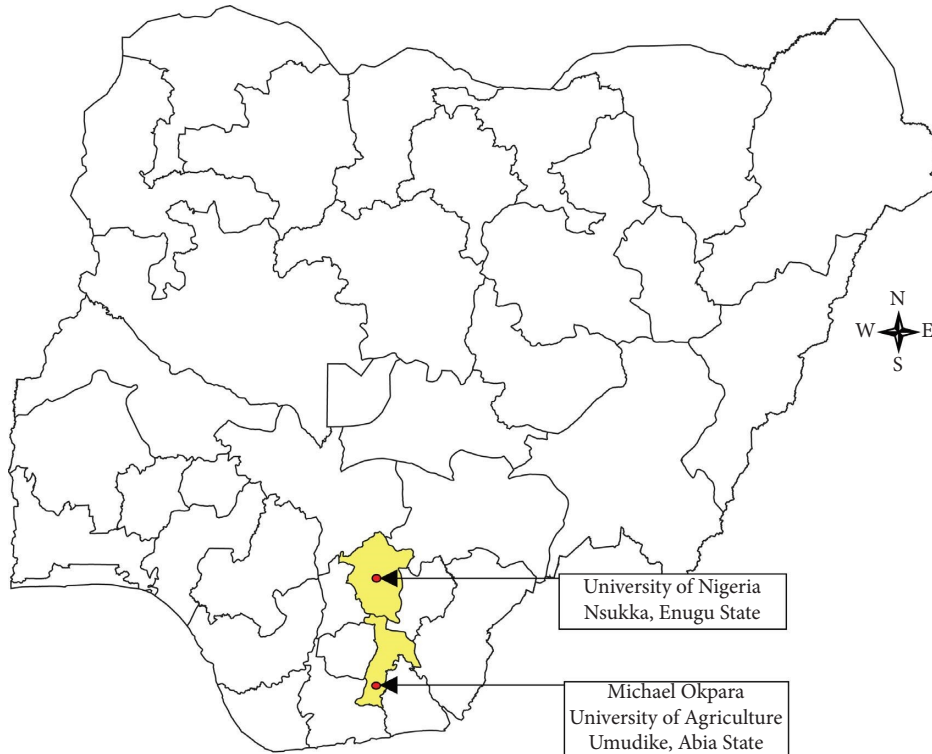 N
W E
S
University of Nigeria
Nsukka, Enugu State
Michael Okpara
University of Agriculture
Umudike, Abia State